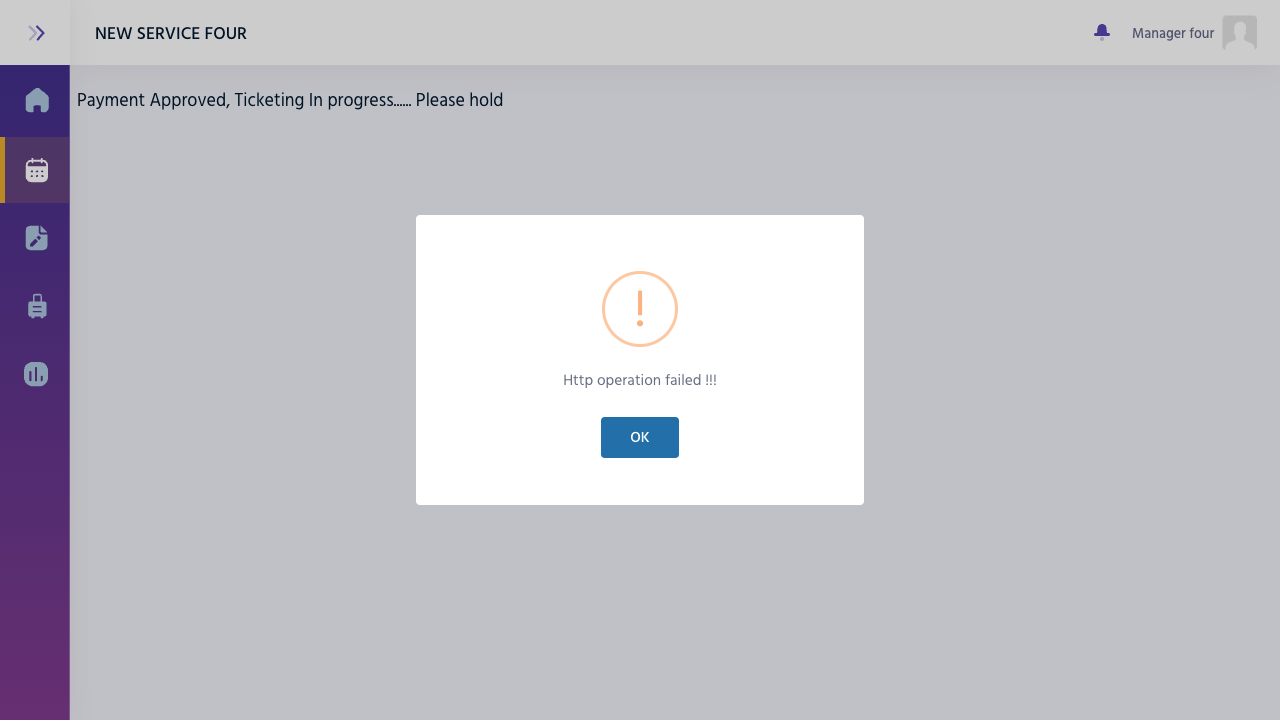 NEW SERVICE FOUR
Manager four
Payment Approved, Ticketing In progress...... Please hold
Http operation failed !!!
OK